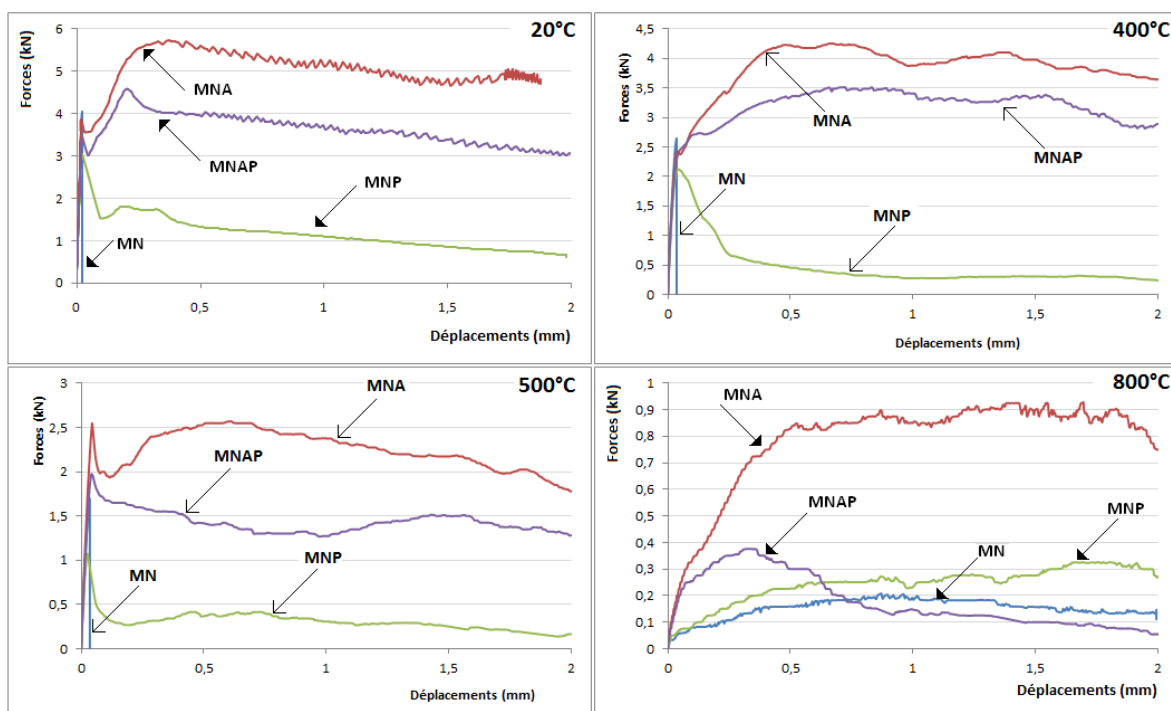 20°C
Forces (kN)
6
5
4
3
2
1
0
MNA
MNAP
MNP
MN
0
0,5
1
1,5
2
Déplacements (mm)
400°C
Forces (kN)
4,5
4
3,5
3
2,5
2
1,5
1
0,5
0
MNA
MNAP
MN
MNP
0
0,5
1
1,5
2
Déplacements (mm)
500°C
Forces (kN)
3
2,5
2
1,5
1
0,5
0
MNA
MNAP
MNP
MN
0
0,5
1
1,5
2
Déplacements (mm)
800°C
Forces (kN)
1
0,9
0,8
0,7
0,6
0,5
0,4
0,3
0,2
0,1
0
MNA
MNAP
MNP
MN
0
0,5
1
1,5
2
Déplacements (mm)